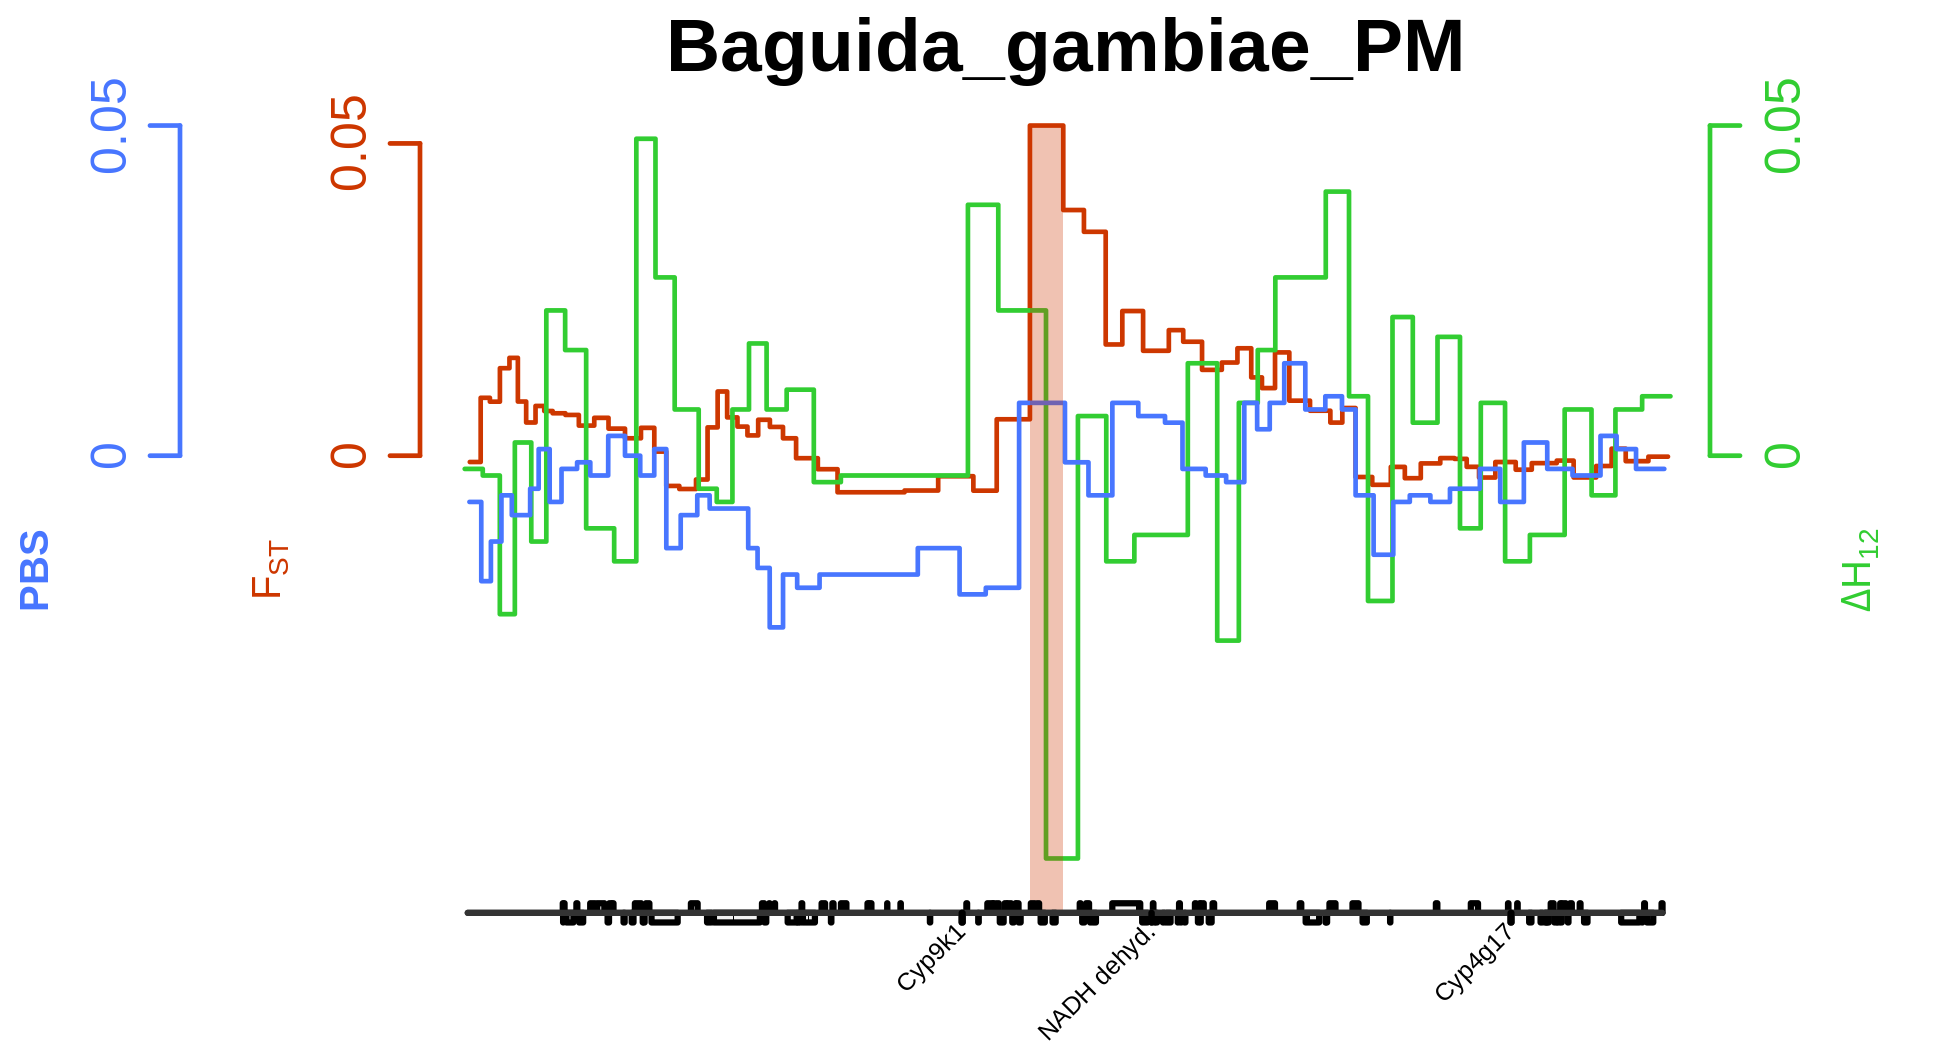 Baguida_gambiae_PM
0.05
0
PBS
0.05
0
FST
0.05
0
ΔH12
Cyp9k1
NADH dehyd.
Cyp4g17